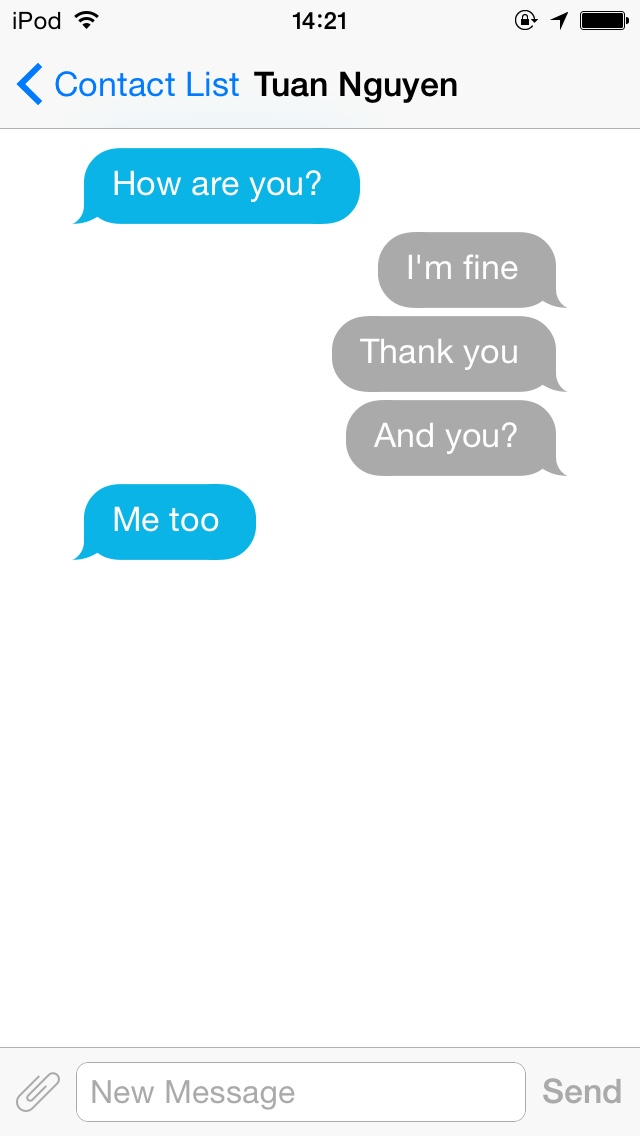 iPod 14:21
Contact List Tuan Nguyen
How are you?
I'm fine
Thank you
And you?
Me too
New Message Send